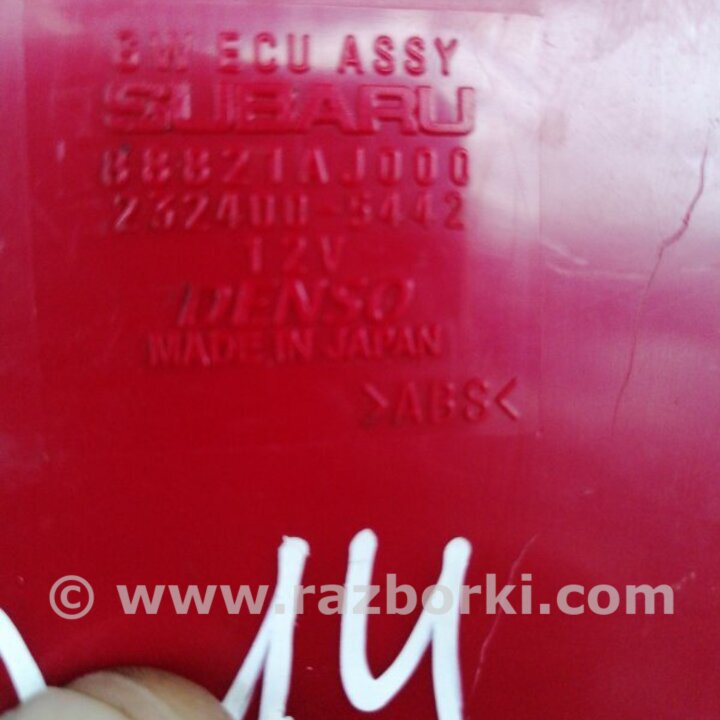 BW ECU ASSY
SUBARU
88821AJ000
232400-5442
12V
DENSO
MADE IN JAPAN
>ABS<
14
© www.razborki.com